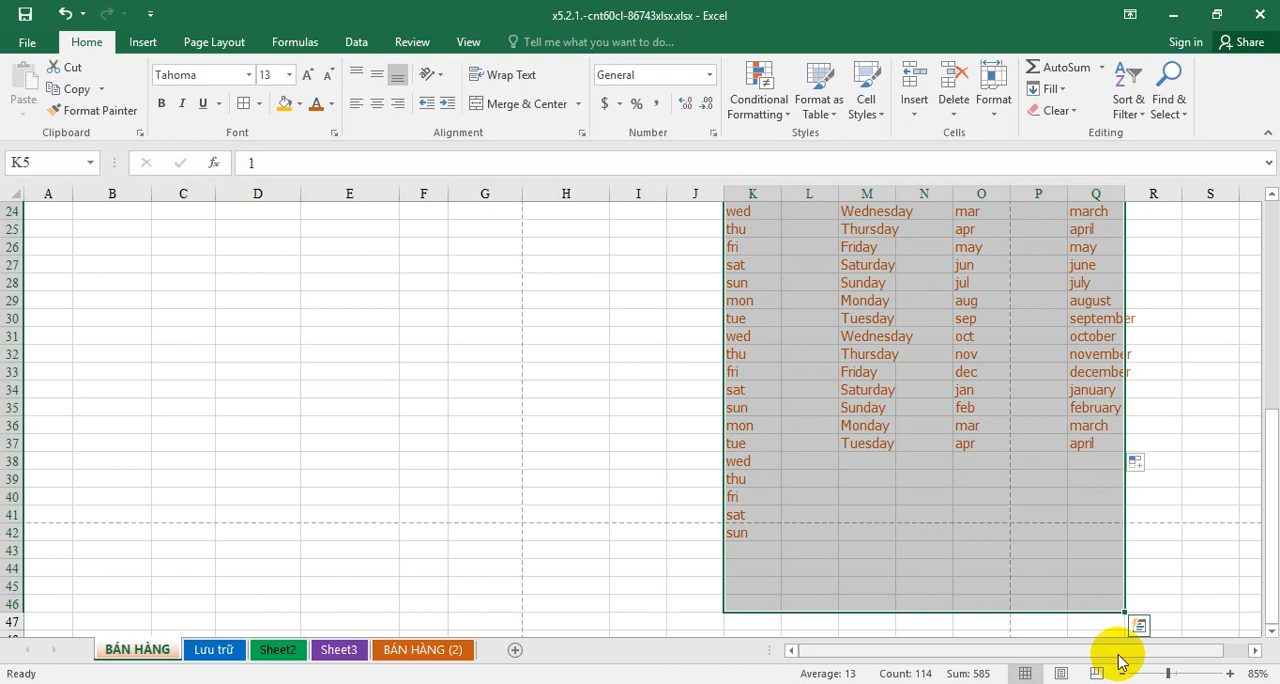 x5.2.1.-cnt60cl-86743xlsx.xlsx - Excel
File Home Insert Page Layout Formulas Data Review View Tell me what you want to do... Sign in Share
Paste Cut Copy Format Painter Clipboard
Tahoma 13 B I U A Font
Wrap Text Merge & Center Alignment
General $ % , Number
Conditional Formatting Format as Table Cell Styles Styles
Insert Delete Format Cells
AutoSum Fill Clear Sort & Filter Find & Select Editing
K5 fx 1
A B C D E F G H I J K L M N O P Q R S
24 wed Wednesday mar march
25 thu Thursday apr april
26 fri Friday may may
27 sat Saturday jun june
28 sun Sunday jul july
29 mon Monday aug august
30 tue Tuesday sep september
31 wed Wednesday oct october
32 thu Thursday nov november
33 fri Friday dec december
34 sat Saturday jan january
35 sun Sunday feb february
36 mon Monday mar march
37 tue Tuesday apr april
38 wed
39 thu
40 fri
41 sat
42 sun
43
44
45
46
47
BÁN HÀNG Lưu trữ Sheet2 Sheet3 BÁN HÀNG (2)
Ready Average: 13 Count: 114 Sum: 585 85%